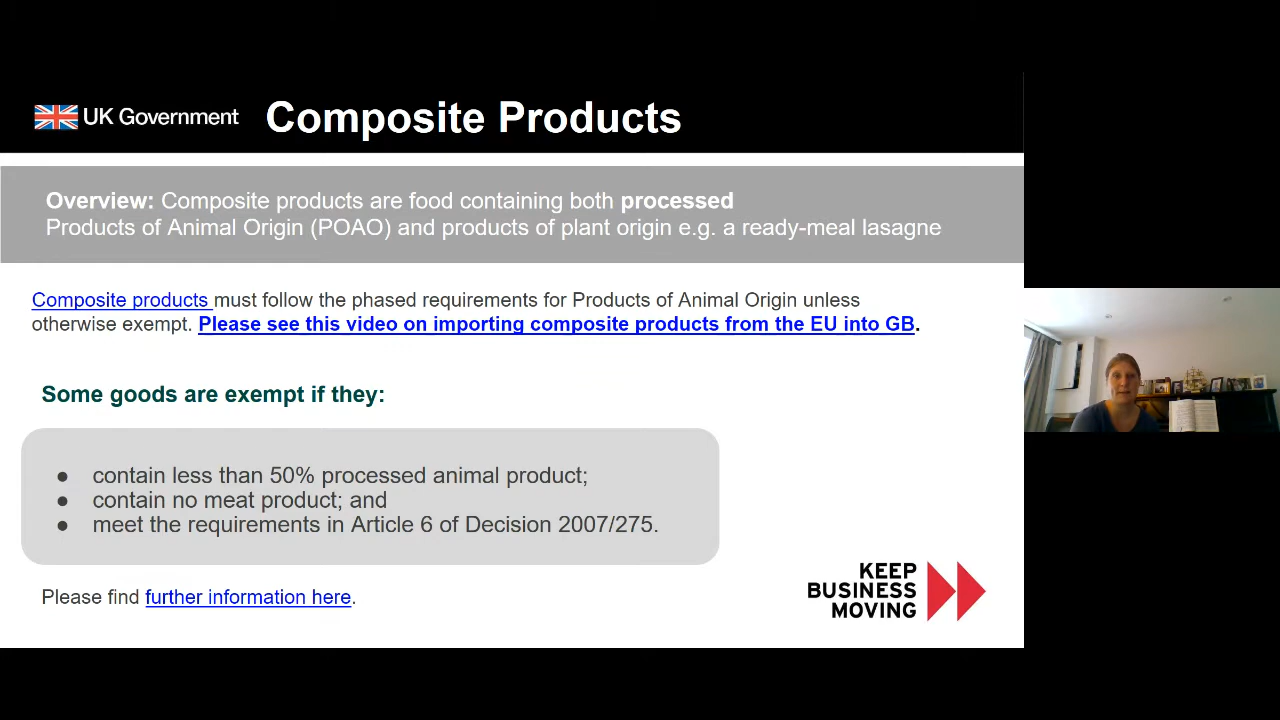 UK Government
Composite Products
Overview: Composite products are food containing both processed
Products of Animal Origin (POAO) and products of plant origin e.g. a ready-meal lasagne
Composite products must follow the phased requirements for Products of Animal Origin unless
otherwise exempt. Please see this video on importing composite products from the EU into GB.
Some goods are exempt if they:
● contain less than 50% processed animal product;
● contain no meat product; and
● meet the requirements in Article 6 of Decision 2007/275.
Please find further information here.
KEEP
BUSINESS
MOVING